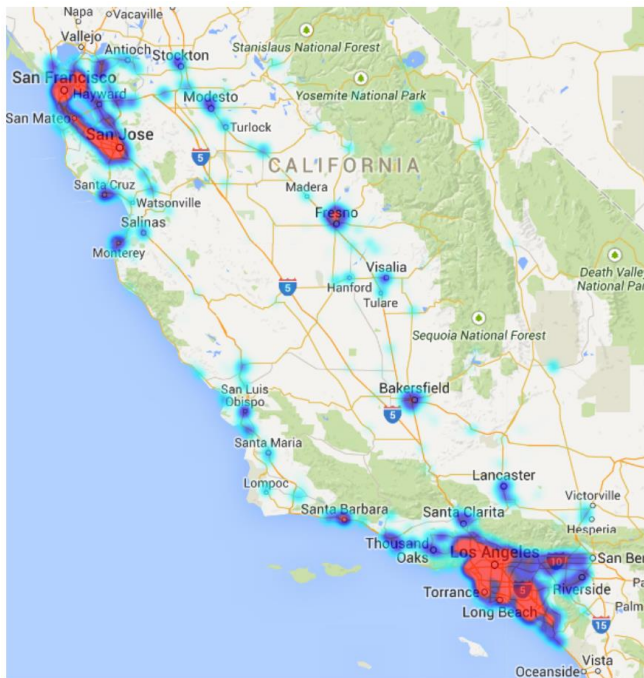 Napa
Vacaville
Vallejo
Antioch
Stockton
Stanislaus National Forest
San Francisco
Hayward
Modesto
Yosemite National Park
San Mateo
Turlock
San Jose
5
CALIFORNIA
Santa Cruz
Madera
Watsonville
Fresno
Salinas
Monterey
Visalia
Death Valle
National Par
5
Hanford
Tulare
Sequoia National Forest
San Luis
Obispo
Bakersfield
5
Santa Maria
Lompoc
Lancaster
Victorville
Santa Barbara
Santa Clarita
Hesperia
Thousand
Oaks
Los Angeles
10
San Ber
Torrance
5
Riverside
Pa
Long Beach
Palm
15
Vista
Oceanside